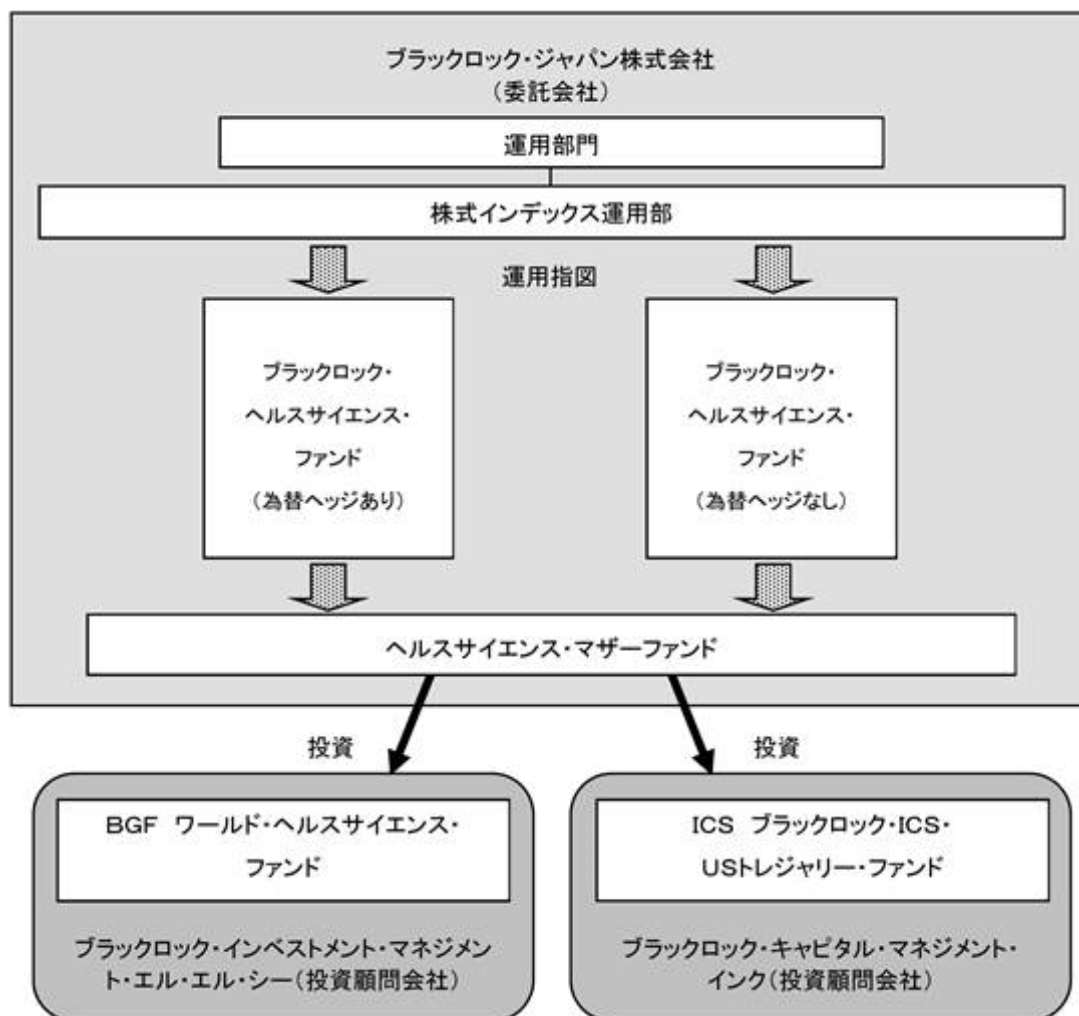 ブラックロック・ジャパン株式会社
（委託会社）
運用部門
株式インデックス運用部
運用指図
ブラックロック・
ヘルスサイエンス・
ファンド
（為替ヘッジあり）
ブラックロック・
ヘルスサイエンス・
ファンド
（為替ヘッジなし）
ヘルスサイエンス・マザーファンド
投資
投資
ＢＧＦ ワールド・ヘルスサイエンス・
ファンド
ブラックロック・インベストメント・マネジメン
ト・エル・エル・シー（投資顧問会社）
ＩＣＳ ブラックロック・ＩＣＳ・
ＵＳトレジャリー・ファンド
ブラックロック・キャピタル・マネジメント・
インク（投資顧問会社）